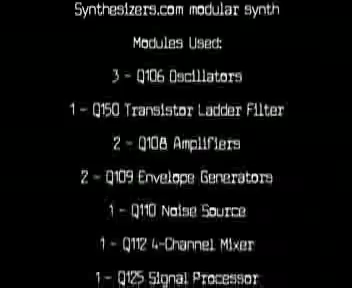 Synthesizers.com modular synth
Modules Used:
3 - Q106 Oscillators
1 - Q150 Transistor Ladder Filter
2 - Q108 Amplifiers
2 - Q109 Envelope Generators
1 - Q110 Noise Source
1 - Q112 4-Channel Mixer
1 - Q125 Signal Processor